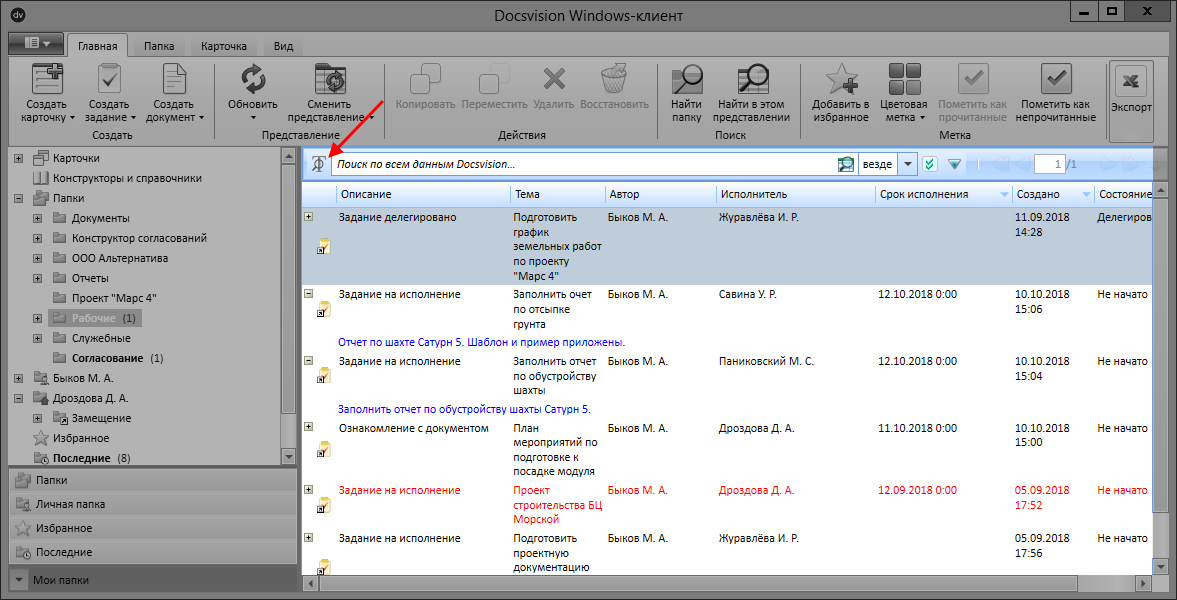 dv
Docsvision Windows-клиент
Главная Папка Карточка Вид
Создать карточку
Создать задание
Создать документ
Создать
Обновить
Сменить представление
Представление
Копировать
Переместить
Удалить
Восстановить
Действия
Найти папку
Найти в этом представлении
Поиск
Добавить в избранное
Цветовая метка
Пометить как прочитанные
Пометить как непрочитанные
Метка
Экспорт
Карточки
Конструкторы и справочники
Папки
Документы
Конструктор согласований
ООО Альтернатива
Отчеты
Проект "Марс 4"
Рабочие (1)
Служебные
Согласование (1)
Быков М. А.
Дроздова Д. А.
Замещение
Избранное
Последние (8)
Папки
Личная папка
Избранное
Последние
Мои папки
Поиск по всем данным Docsvision... везде 1 /1
Описание Тема Автор Исполнитель Срок исполнения Создано Состояние
Задание делегировано Подготовить Быков М. А. Журавлёва И. Р. 11.09.2018 Делегиров
график 14:28
земельных работ
по проекту
"Марс 4"
Задание на исполнение Заполнить очет Быков М. А. Савина У. Р. 12.10.2018 0:00 10.10.2018 Не начато
по отсыпке 15:06
грунта
Отчет по шахте Сатурн 5. Шаблон и пример приложены.
Задание на исполнение Заполнить отчет Быков М. А. Паниковский М. С. 12.10.2018 0:00 10.10.2018 Не начато
по обустройству 15:04
шахты
Заполнить отчет по обустройству шахты Сатурн 5.
Ознакомление с документом План Быков М. А. Дроздова Д. А. 11.10.2018 0:00 10.10.2018 Не начато
мероприятий по 15:00
подготовке к
посадке модуля
Задание на исполнение Проект Быков М. А. Дроздова Д. А. 12.09.2018 0:00 05.09.2018 Не начато
строительства БЦ 17:52
Морской
Задание на исполнение Подготовить Быков М. А. Журавлёва И. Р. 05.09.2018 Не начато
проектную 17:56
документацию